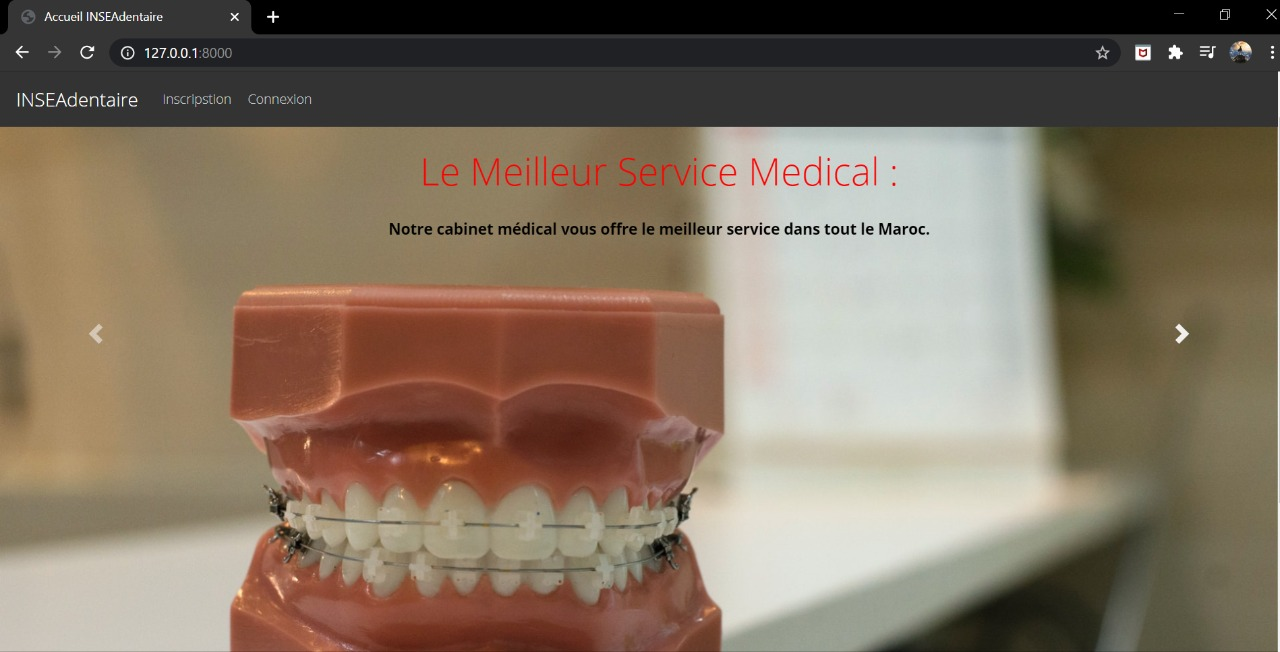 Accueil INSEAdentaire
127.0.0.1:8000
INSEAdentaire Inscripstion Connexion
Le Meilleur Service Medical :
Notre cabinet médical vous offre le meilleur service dans tout le Maroc.